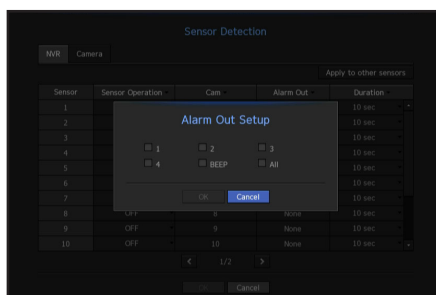 Sensor Detection
NVR Camera
Apply to other sensors
Sensor Sensor Operation Cam Alarm Out Duration
1 10 sec
2 10 sec
3 10 sec
4 10 sec
5 10 sec
6 10 sec
7 10 sec
8 OFF 8 None 10 sec
9 OFF 9 None 10 sec
10 OFF 10 None 10 sec
Alarm Out Setup
1 2 3
4 BEEP All
OK Cancel
1/2
OK Cancel